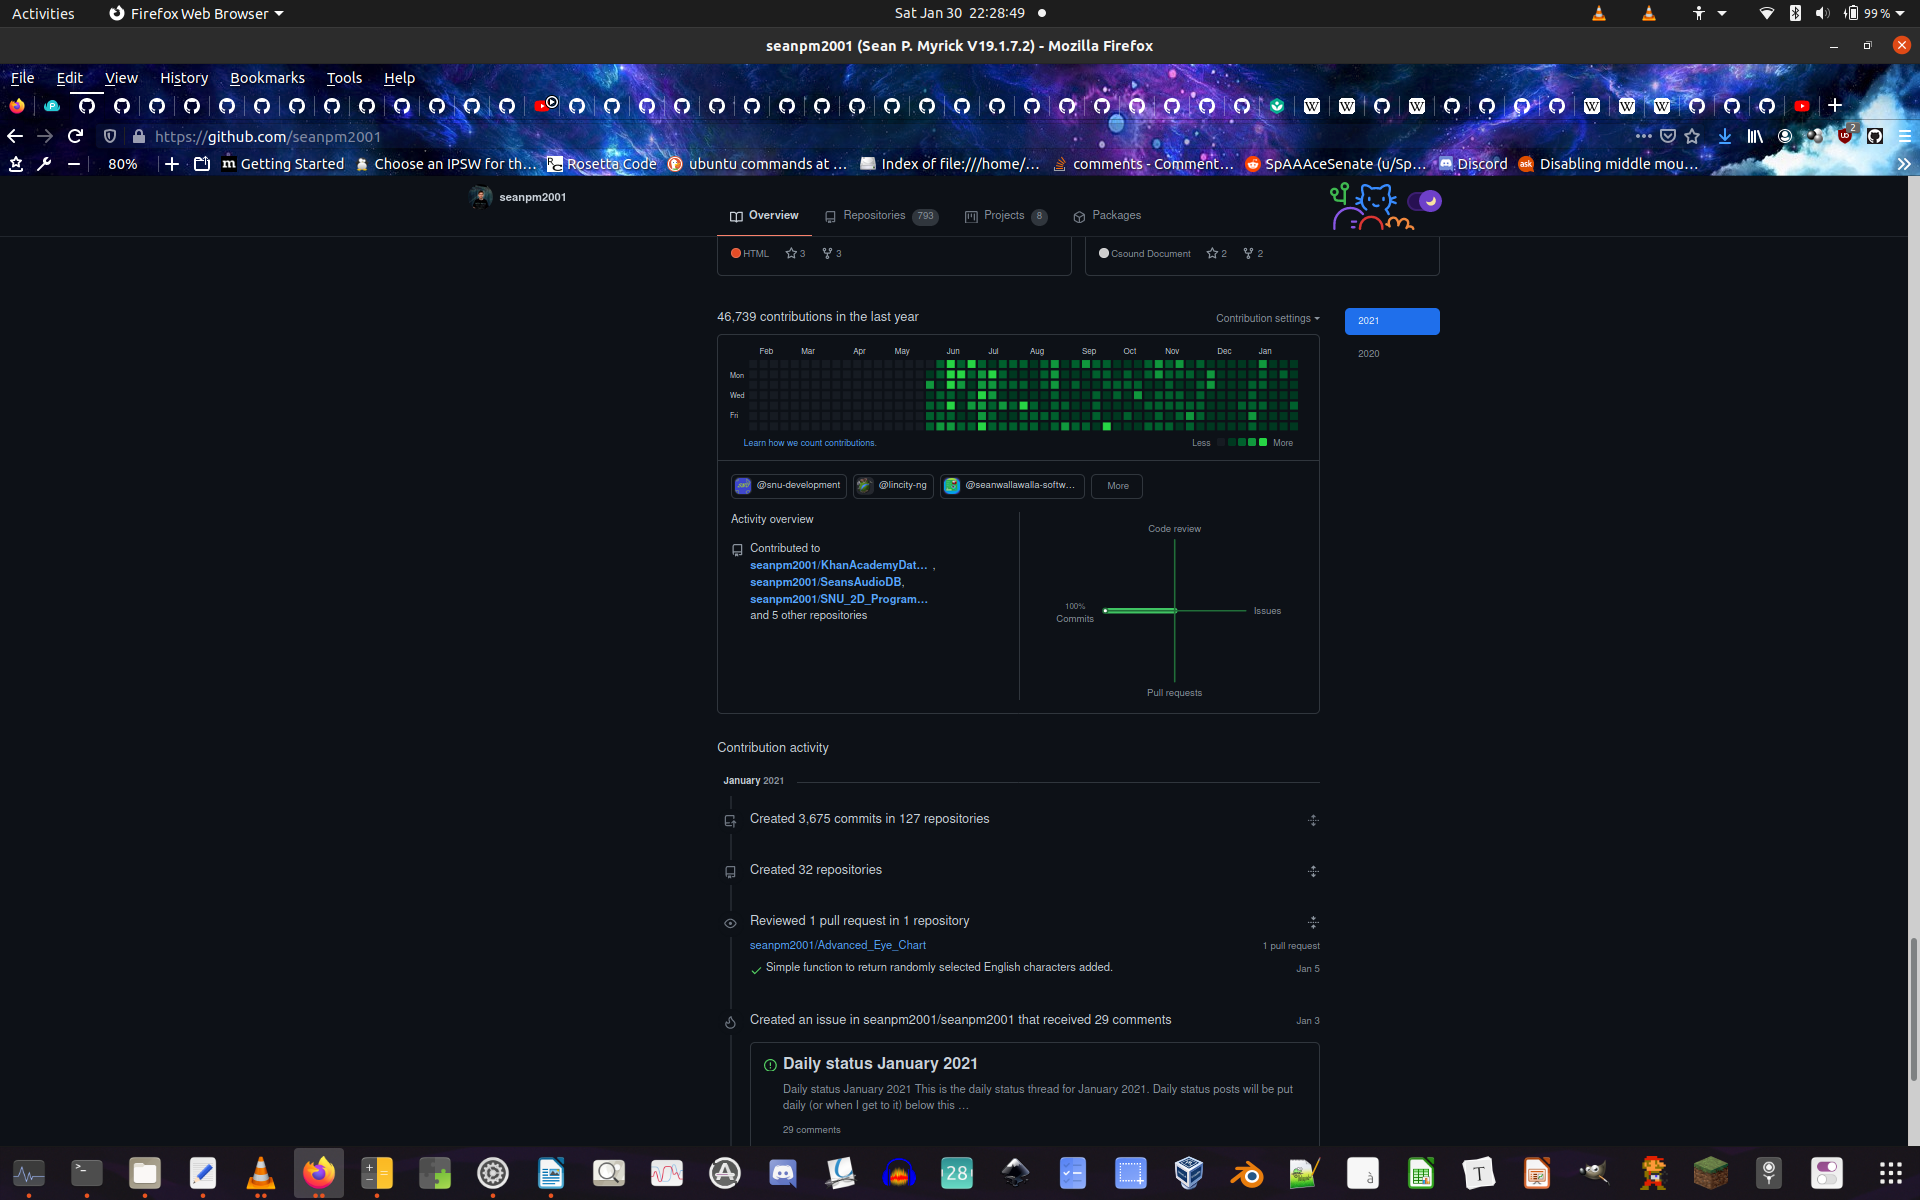 Activities
Firefox Web Browser
Sat Jan 30 22:28:49
99 %
seanpm2001 (Sean P. Myrick V19.1.7.2) - Mozilla Firefox
File Edit View History Bookmarks Tools Help
https://github.com/seanpm2001
2
80%
Getting Started
Choose an IPSW for th…
Rosetta Code
ubuntu commands at …
Index of file:///home/…
comments - Comment…
SpAAAceSenate (u/Sp…
Discord
Disabling middle mou…
seanpm2001
Overview
Repositories 793
Projects 8
Packages
HTML 3 3
Csound Document 2 2
46,739 contributions in the last year
Contribution settings
2021
2020
Feb Mar Apr May Jun Jul Aug Sep Oct Nov Dec Jan
Mon
Wed
Fri
Learn how we count contributions.
Less More
@snu-development
@lincity-ng
@seanwallawalla-softw…
More
Activity overview
Contributed to
seanpm2001/KhanAcademyDat… ,
seanpm2001/SeansAudioDB,
seanpm2001/SNU_2D_Program…
and 5 other repositories
Code review
100%
Commits
Issues
Pull requests
Contribution activity
January 2021
Created 3,675 commits in 127 repositories
Created 32 repositories
Reviewed 1 pull request in 1 repository
seanpm2001/Advanced_Eye_Chart
1 pull request
Simple function to return randomly selected English characters added.
Jan 5
Created an issue in seanpm2001/seanpm2001 that received 29 comments
Jan 3
Daily status January 2021
Daily status January 2021 This is the daily status thread for January 2021. Daily status posts will be put
daily (or when I get to it) below this …
29 comments
28